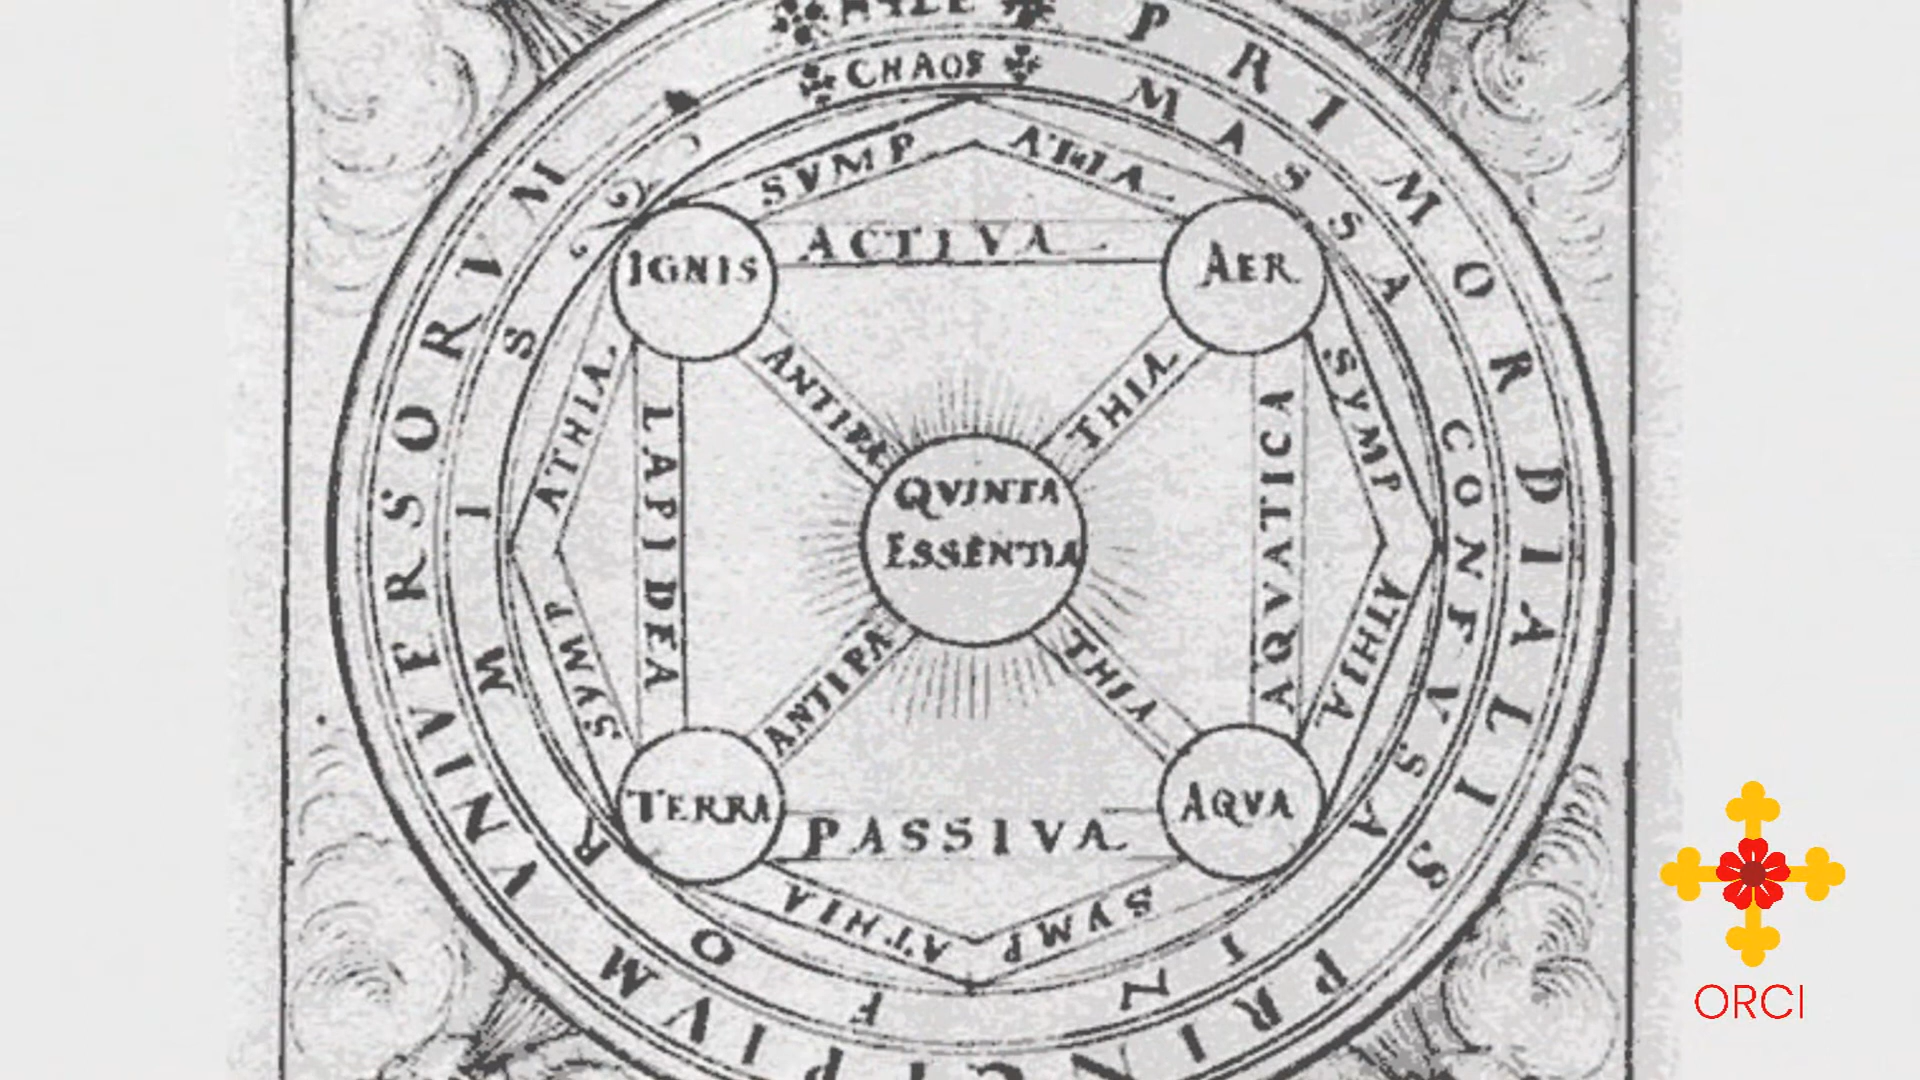 HYLE
PRIMORDIALIS PRINCIPIVM VNIVERSORVM
CHAOS
MASSA CONFVSA INFORMIS
SYMP ATHIA
IGNIS
ACTIVA
AER
ATHIA
LAPIDEA
ANTIPA
THIA
AQVATICA
SYMP
QVINTA
ESSENTIA
SYMP
ANTIPA
THIA
ATHIA
TERRA
PASSIVA
AQVA
ATHIA
SYMP
ORCI